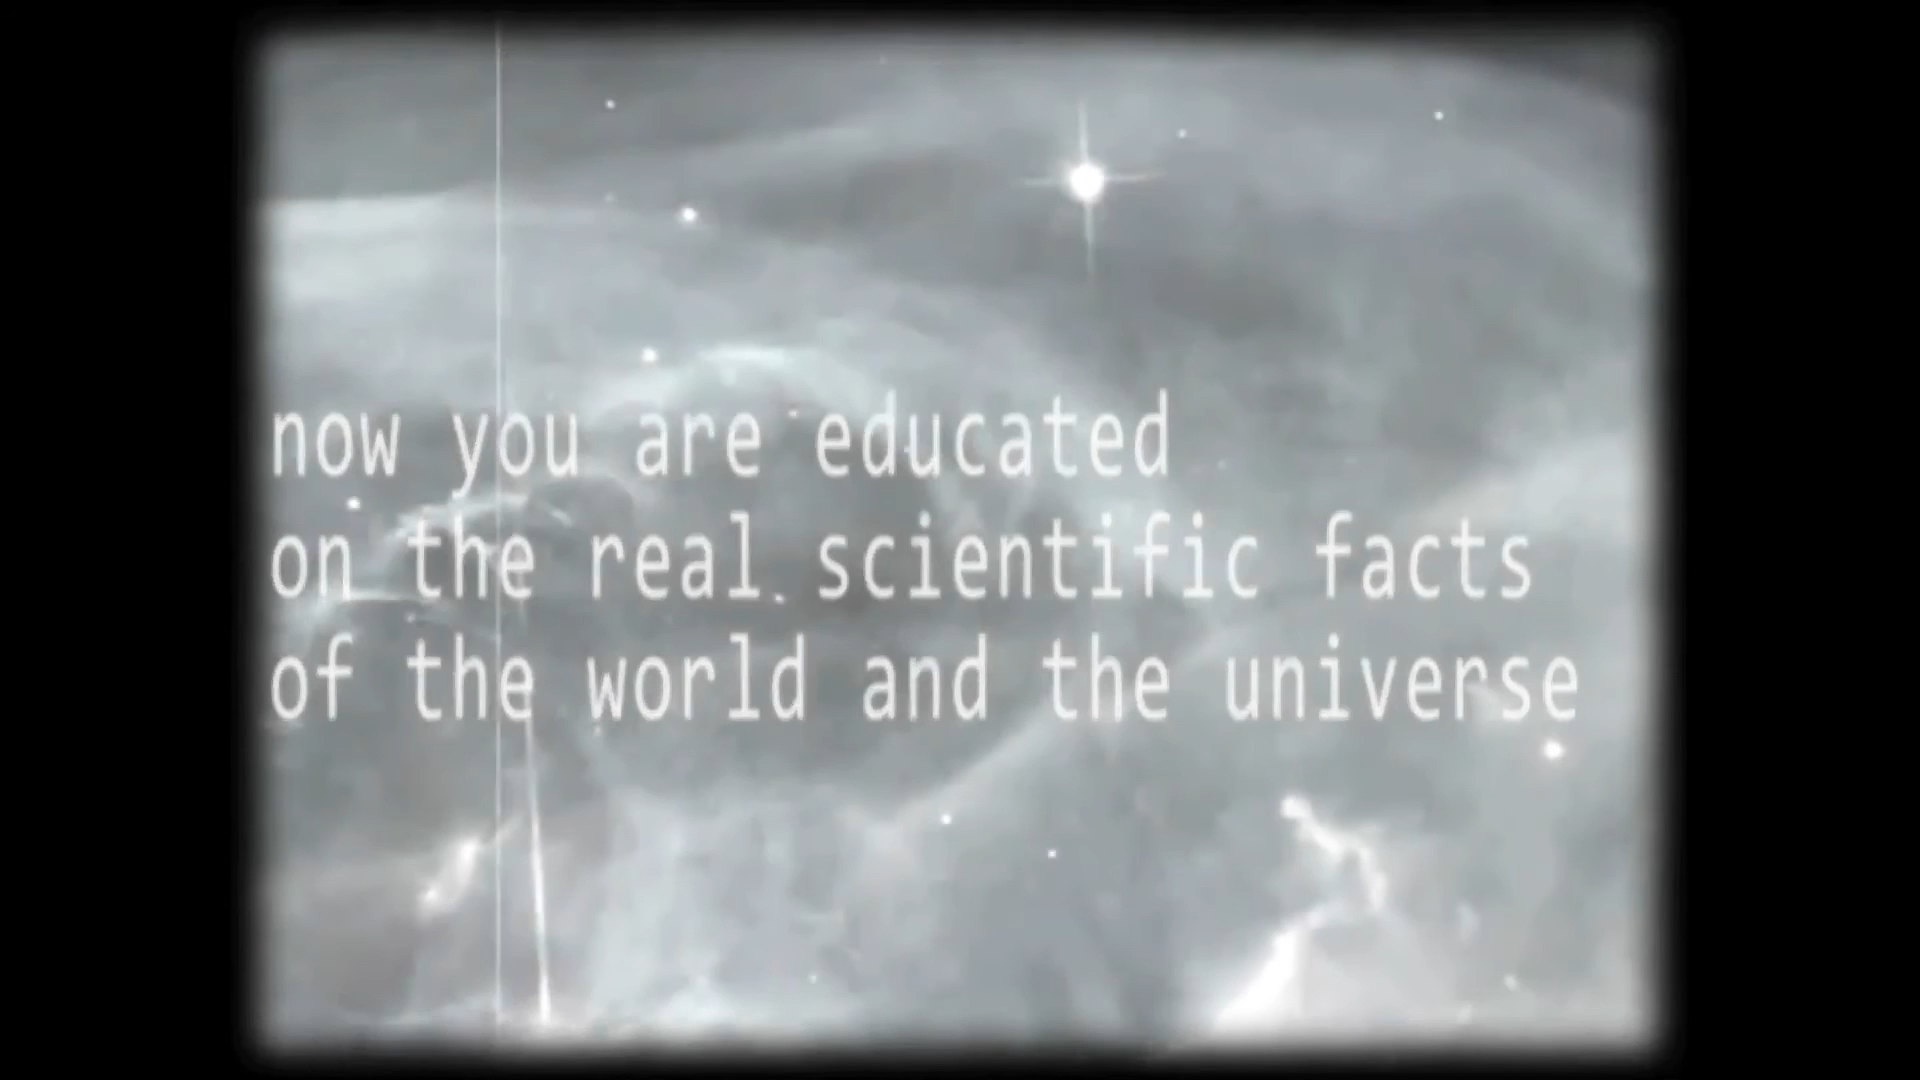 now you are educated
on the real scientific facts
of the world and the universe